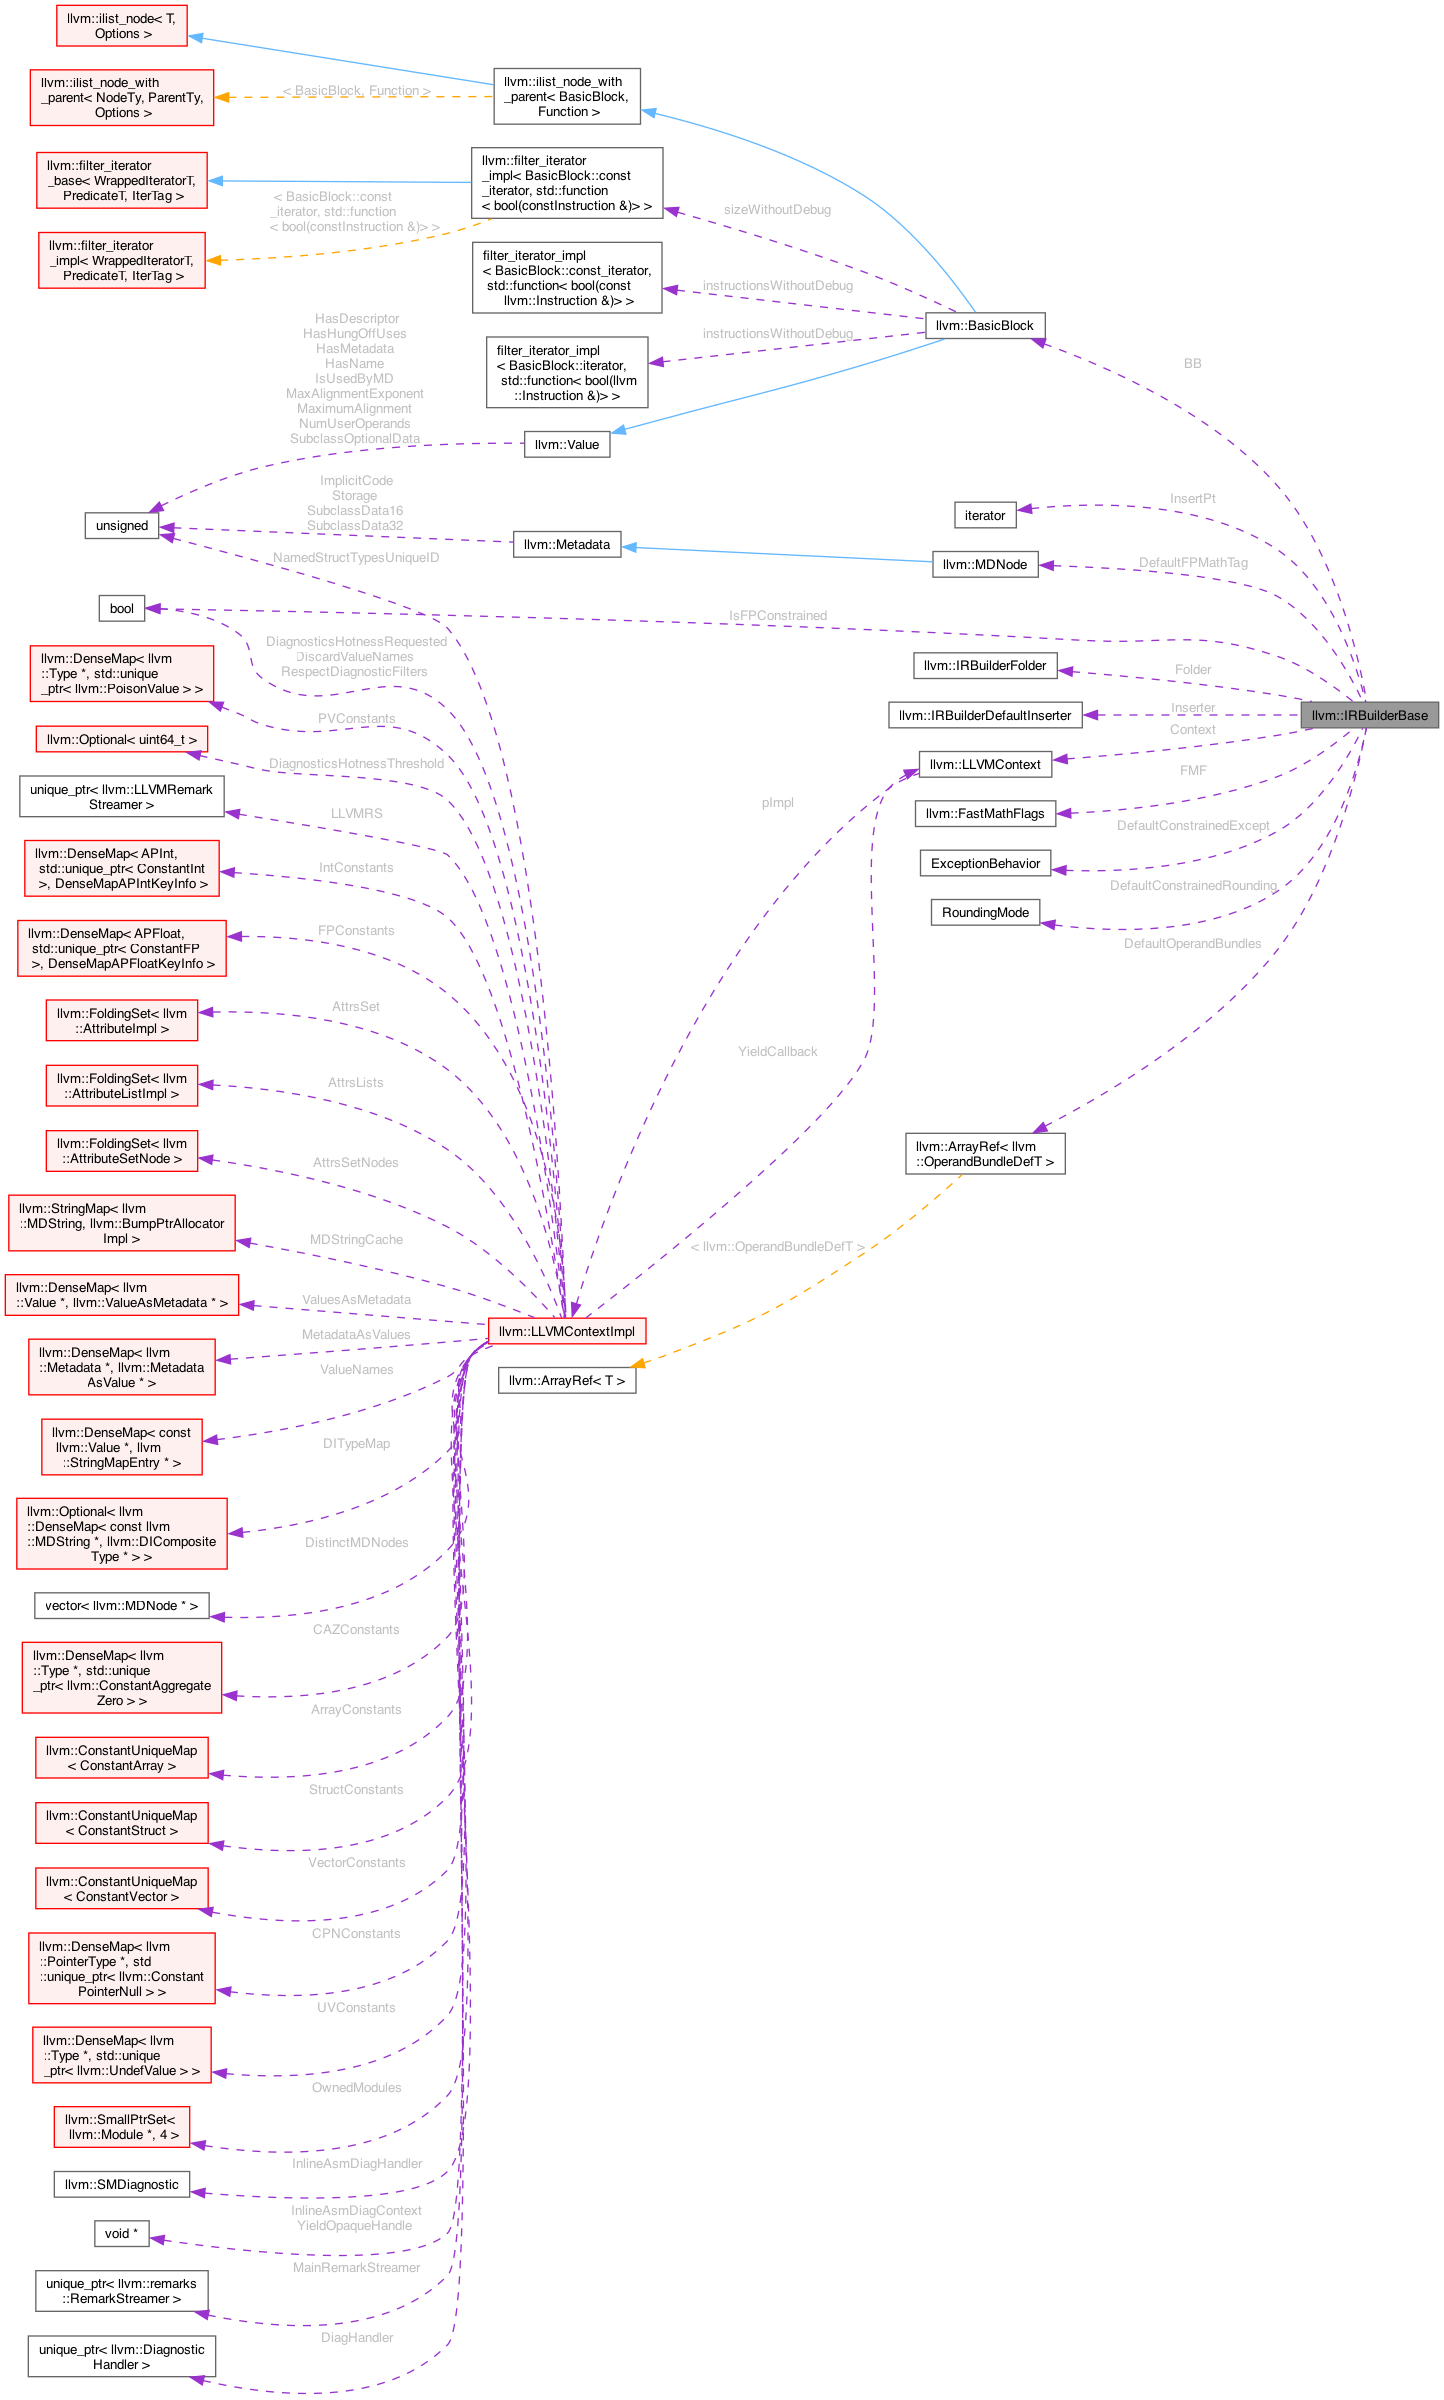 llvm::ilist_node< T,
Options >
llvm::ilist_node_with
_parent< NodeTy, ParentTy,
Options >
< BasicBlock, Function >
llvm::ilist_node_with
_parent< BasicBlock,
Function >
llvm::filter_iterator
_base< WrappedIteratorT,
PredicateT, IterTag >
llvm::filter_iterator
_impl< BasicBlock::const
_iterator, std::function
< bool(constInstruction &)> >
< BasicBlock::const
_iterator, std::function
< bool(constInstruction &)> >
sizeWithoutDebug
llvm::filter_iterator
_impl< WrappedIteratorT,
PredicateT, IterTag >
filter_iterator_impl
< BasicBlock::const_iterator,
std::function< bool(const
llvm::Instruction &)> >
instructionsWithoutDebug
filter_iterator_impl
< BasicBlock::iterator,
std::function< bool(llvm
::Instruction &)> >
instructionsWithoutDebug
llvm::BasicBlock
BB
HasDescriptor
HasHungOffUses
HasMetadata
HasName
IsUsedByMD
MaxAlignmentExponent
MaximumAlignment
NumUserOperands
SubclassOptionalData
llvm::Value
ImplicitCode
Storage
SubclassData16
SubclassData32
unsigned
llvm::Metadata
iterator
InsertPt
llvm::MDNode
DefaultFPMathTag
NamedStructTypesUniqueID
bool
IsFPConstrained
DiagnosticsHotnessRequested
DiscardValueNames
RespectDiagnosticFilters
llvm::DenseMap< llvm
::Type *, std::unique
_ptr< llvm::PoisonValue > >
PVConstants
llvm::IRBuilderFolder
Folder
llvm::IRBuilderDefaultInserter
Inserter
llvm::IRBuilderBase
llvm::Optional< uint64_t >
DiagnosticsHotnessThreshold
Context
llvm::LLVMContext
FMF
unique_ptr< llvm::LLVMRemark
Streamer >
LLVMRS
pImpl
llvm::FastMathFlags
DefaultConstrainedExcept
llvm::DenseMap< APInt,
std::unique_ptr< ConstantInt
>, DenseMapAPIntKeyInfo >
IntConstants
ExceptionBehavior
DefaultConstrainedRounding
RoundingMode
llvm::DenseMap< APFloat,
std::unique_ptr< ConstantFP
>, DenseMapAPFloatKeyInfo >
FPConstants
DefaultOperandBundles
llvm::FoldingSet< llvm
::AttributeImpl >
AttrsSet
YieldCallback
llvm::FoldingSet< llvm
::AttributeListImpl >
AttrsLists
llvm::FoldingSet< llvm
::AttributeSetNode >
AttrsSetNodes
llvm::ArrayRef< llvm
::OperandBundleDefT >
llvm::StringMap< llvm
::MDString, llvm::BumpPtrAllocator
Impl >
MDStringCache
< llvm::OperandBundleDefT >
llvm::DenseMap< llvm
::Value *, llvm::ValueAsMetadata * >
ValuesAsMetadata
llvm::LLVMContextImpl
llvm::DenseMap< llvm
::Metadata *, llvm::Metadata
AsValue * >
MetadataAsValues
llvm::ArrayRef< T >
llvm::DenseMap< const
llvm::Value *, llvm
::StringMapEntry * >
ValueNames
llvm::Optional< llvm
::DenseMap< const llvm
::MDString *, llvm::DIComposite
Type * > >
DITypeMap
vector< llvm::MDNode * >
DistinctMDNodes
llvm::DenseMap< llvm
::Type *, std::unique
_ptr< llvm::ConstantAggregate
Zero > >
CAZConstants
llvm::ConstantUniqueMap
< ConstantArray >
ArrayConstants
llvm::ConstantUniqueMap
< ConstantStruct >
StructConstants
llvm::ConstantUniqueMap
< ConstantVector >
VectorConstants
llvm::DenseMap< llvm
::PointerType *, std
::unique_ptr< llvm::Constant
PointerNull > >
CPNConstants
llvm::DenseMap< llvm
::Type *, std::unique
_ptr< llvm::UndefValue > >
UVConstants
llvm::SmallPtrSet<
llvm::Module *, 4 >
OwnedModules
llvm::SMDiagnostic
InlineAsmDiagHandler
void *
InlineAsmDiagContext
YieldOpaqueHandle
unique_ptr< llvm::remarks
::RemarkStreamer >
MainRemarkStreamer
unique_ptr< llvm::Diagnostic
Handler >
DiagHandler